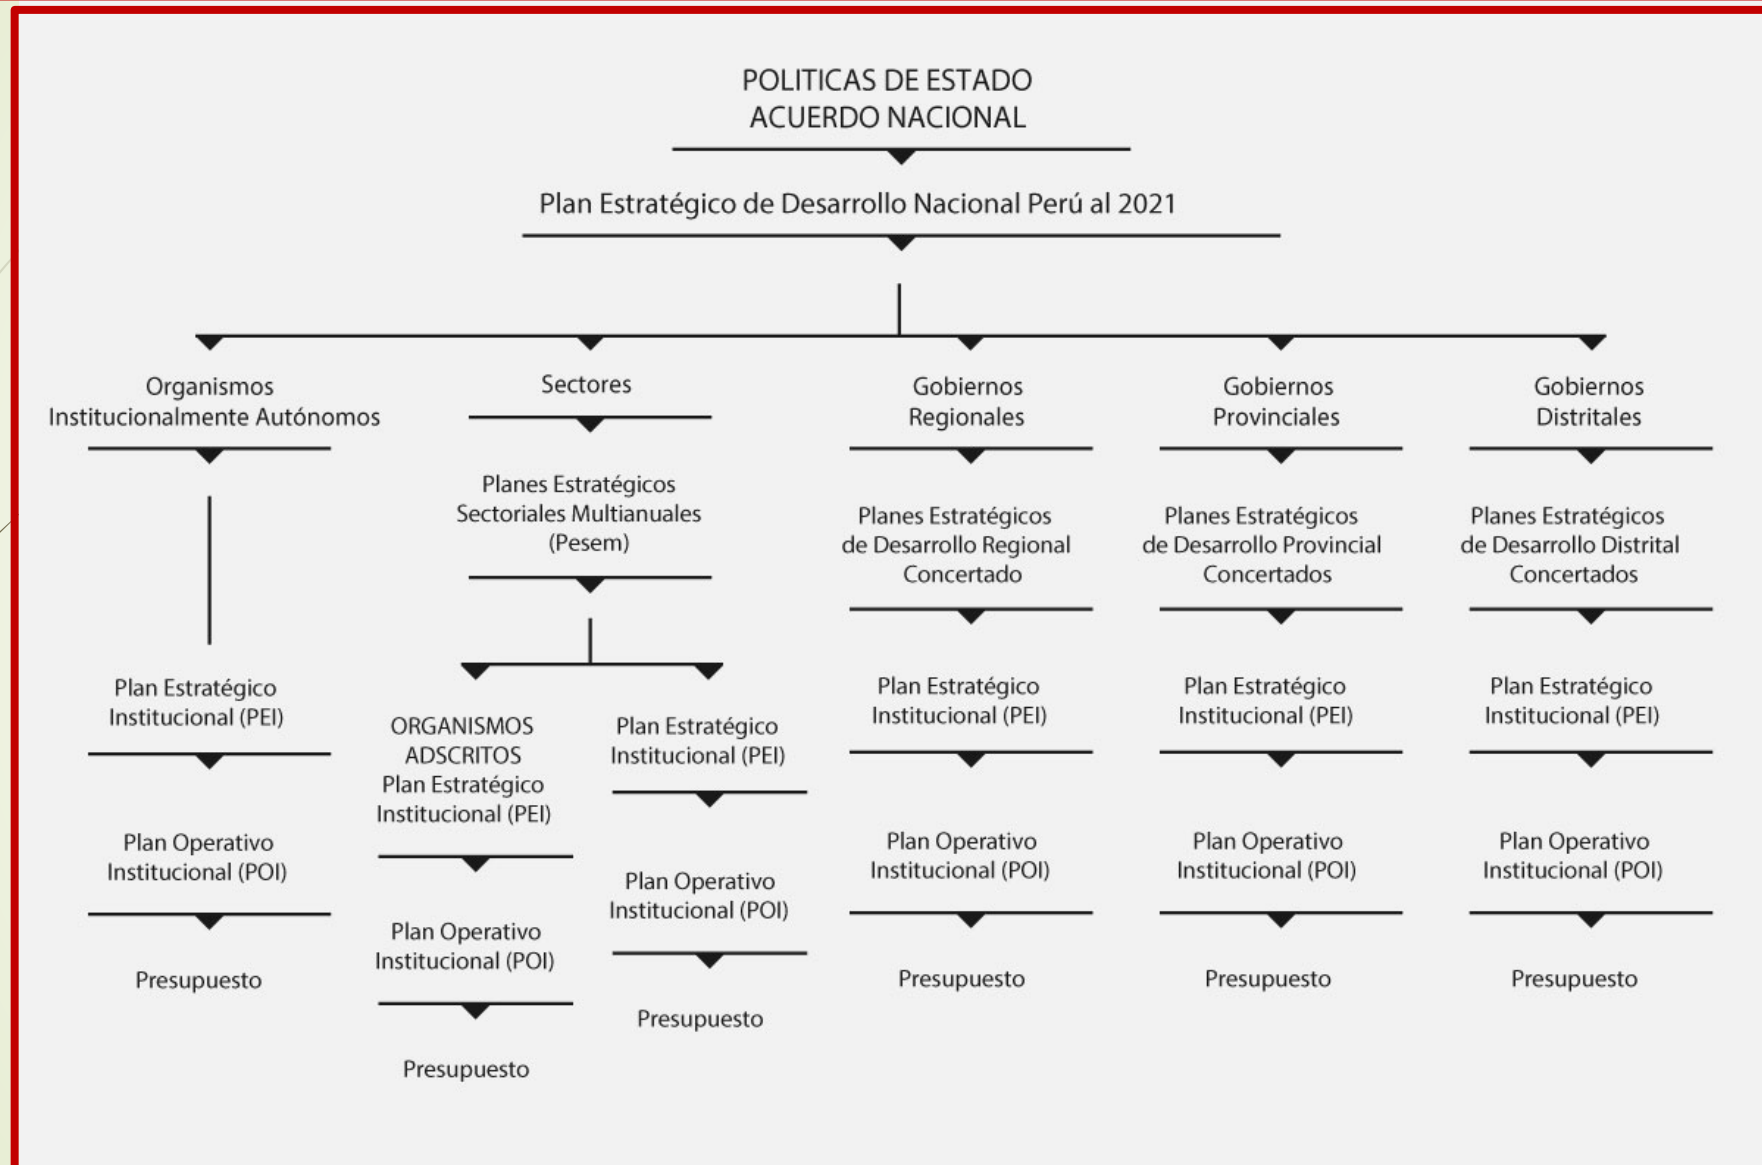 POLITICAS DE ESTADO
ACUERDO NACIONAL
Plan Estratégico de Desarrollo Nacional Perú al 2021
Organismos
Institucionalmente Autónomos
Plan Estratégico
Institucional (PEI)
Plan Operativo
Institucional (POI)
Presupuesto
Sectores
Planes Estratégicos
Sectoriales Multianuales
(Pesem)
ORGANISMOS
ADSCRITOS
Plan Estratégico
Institucional (PEI)
Plan Operativo
Institucional (POI)
Presupuesto
Plan Estratégico
Institucional (PEI)
Plan Operativo
Institucional (POI)
Presupuesto
Gobiernos
Regionales
Planes Estratégicos
de Desarrollo Regional
Concertado
Plan Estratégico
Institucional (PEI)
Plan Operativo
Institucional (POI)
Presupuesto
Gobiernos
Provinciales
Planes Estratégicos
de Desarrollo Provincial
Concertados
Plan Estratégico
Institucional (PEI)
Plan Operativo
Institucional (POI)
Presupuesto
Gobiernos
Distritales
Planes Estratégicos
de Desarrollo Distrital
Concertados
Plan Estratégico
Institucional (PEI)
Plan Operativo
Institucional (POI)
Presupuesto